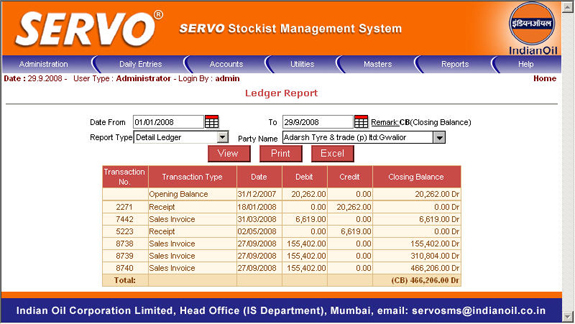 SERVO®
SERVO Stockist Management System
इंडियनऑयल
IndianOil
Administration Daily Entries Accounts Utilities Masters Reports Help
Date : 29.9.2008 - User Type : Administrator - Login By : admin Home
Ledger Report
Date From 01/01/2008 To 29/9/2008 Remark:CB(Closing Balance)
Report Type Detail Ledger Party Name Adarsh Tyre & trade (p) ltd:Gwalior
View Print Excel
Transaction No. Transaction Type Date Debit Credit Closing Balance
Opening Balance 31/12/2007 20,262.00 0.00 20,262.00 Dr
2271 Receipt 18/01/2008 0.00 20,262.00 0.00 Dr
7442 Sales Invoice 31/03/2008 6,619.00 0.00 6,619.00 Dr
5223 Receipt 02/05/2008 0.00 6,619.00 0.00 Dr
8738 Sales Invoice 27/09/2008 155,402.00 0.00 155,402.00 Dr
8739 Sales Invoice 27/09/2008 155,402.00 0.00 310,804.00 Dr
8740 Sales Invoice 27/09/2008 155,402.00 0.00 466,206.00 Dr
Total: (CB) 466,206.00 Dr
Indian Oil Corporation Limited, Head Office (IS Department), Mumbai, email: servosms@indianoil.co.in